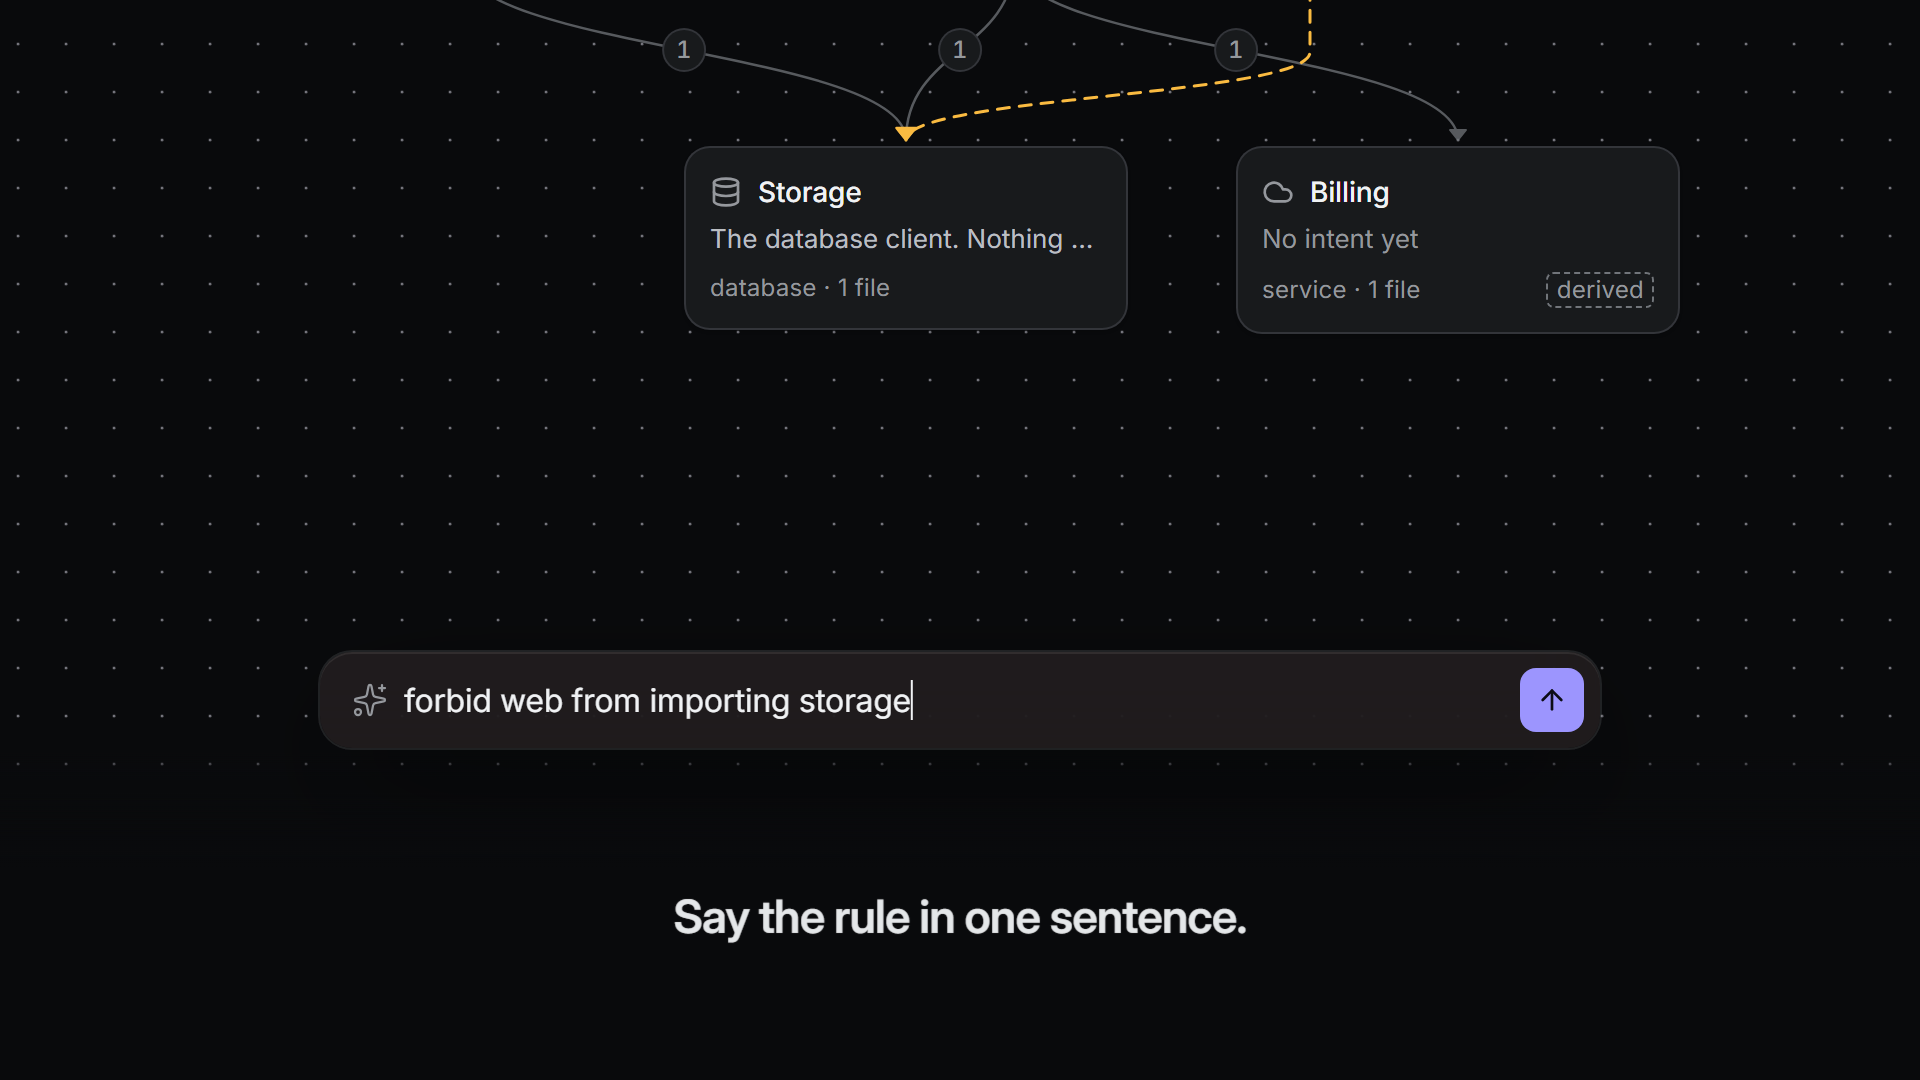 1
1
1
Storage
The database client. Nothing ...
database · 1 file
Billing
No intent yet
service · 1 file
derived
forbid web from importing storage
Say the rule in one sentence.